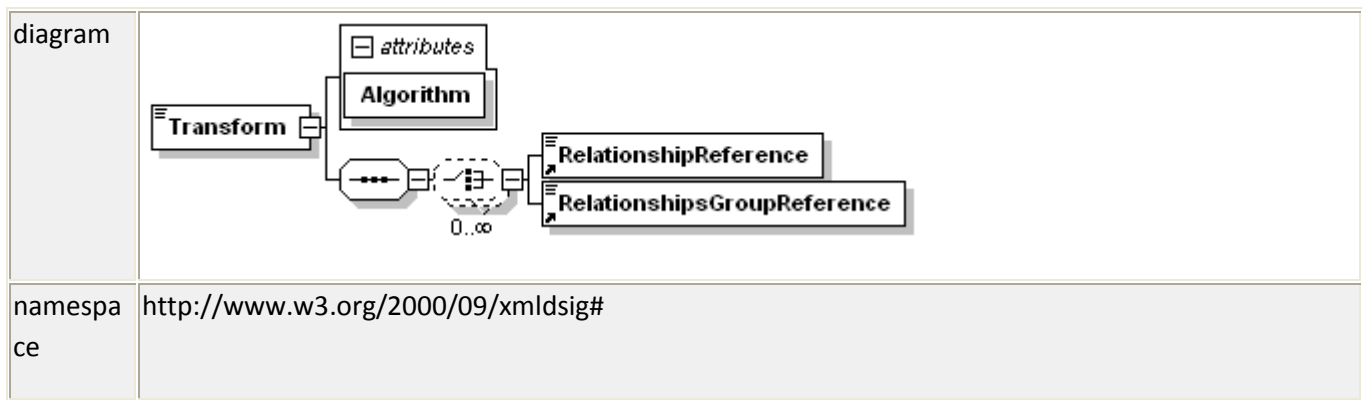 diagram
attributes
Algorithm
Transform
RelationshipReference
RelationshipsGroupReference
0..∞
namespa
ce
http://www.w3.org/2000/09/xmldsig#